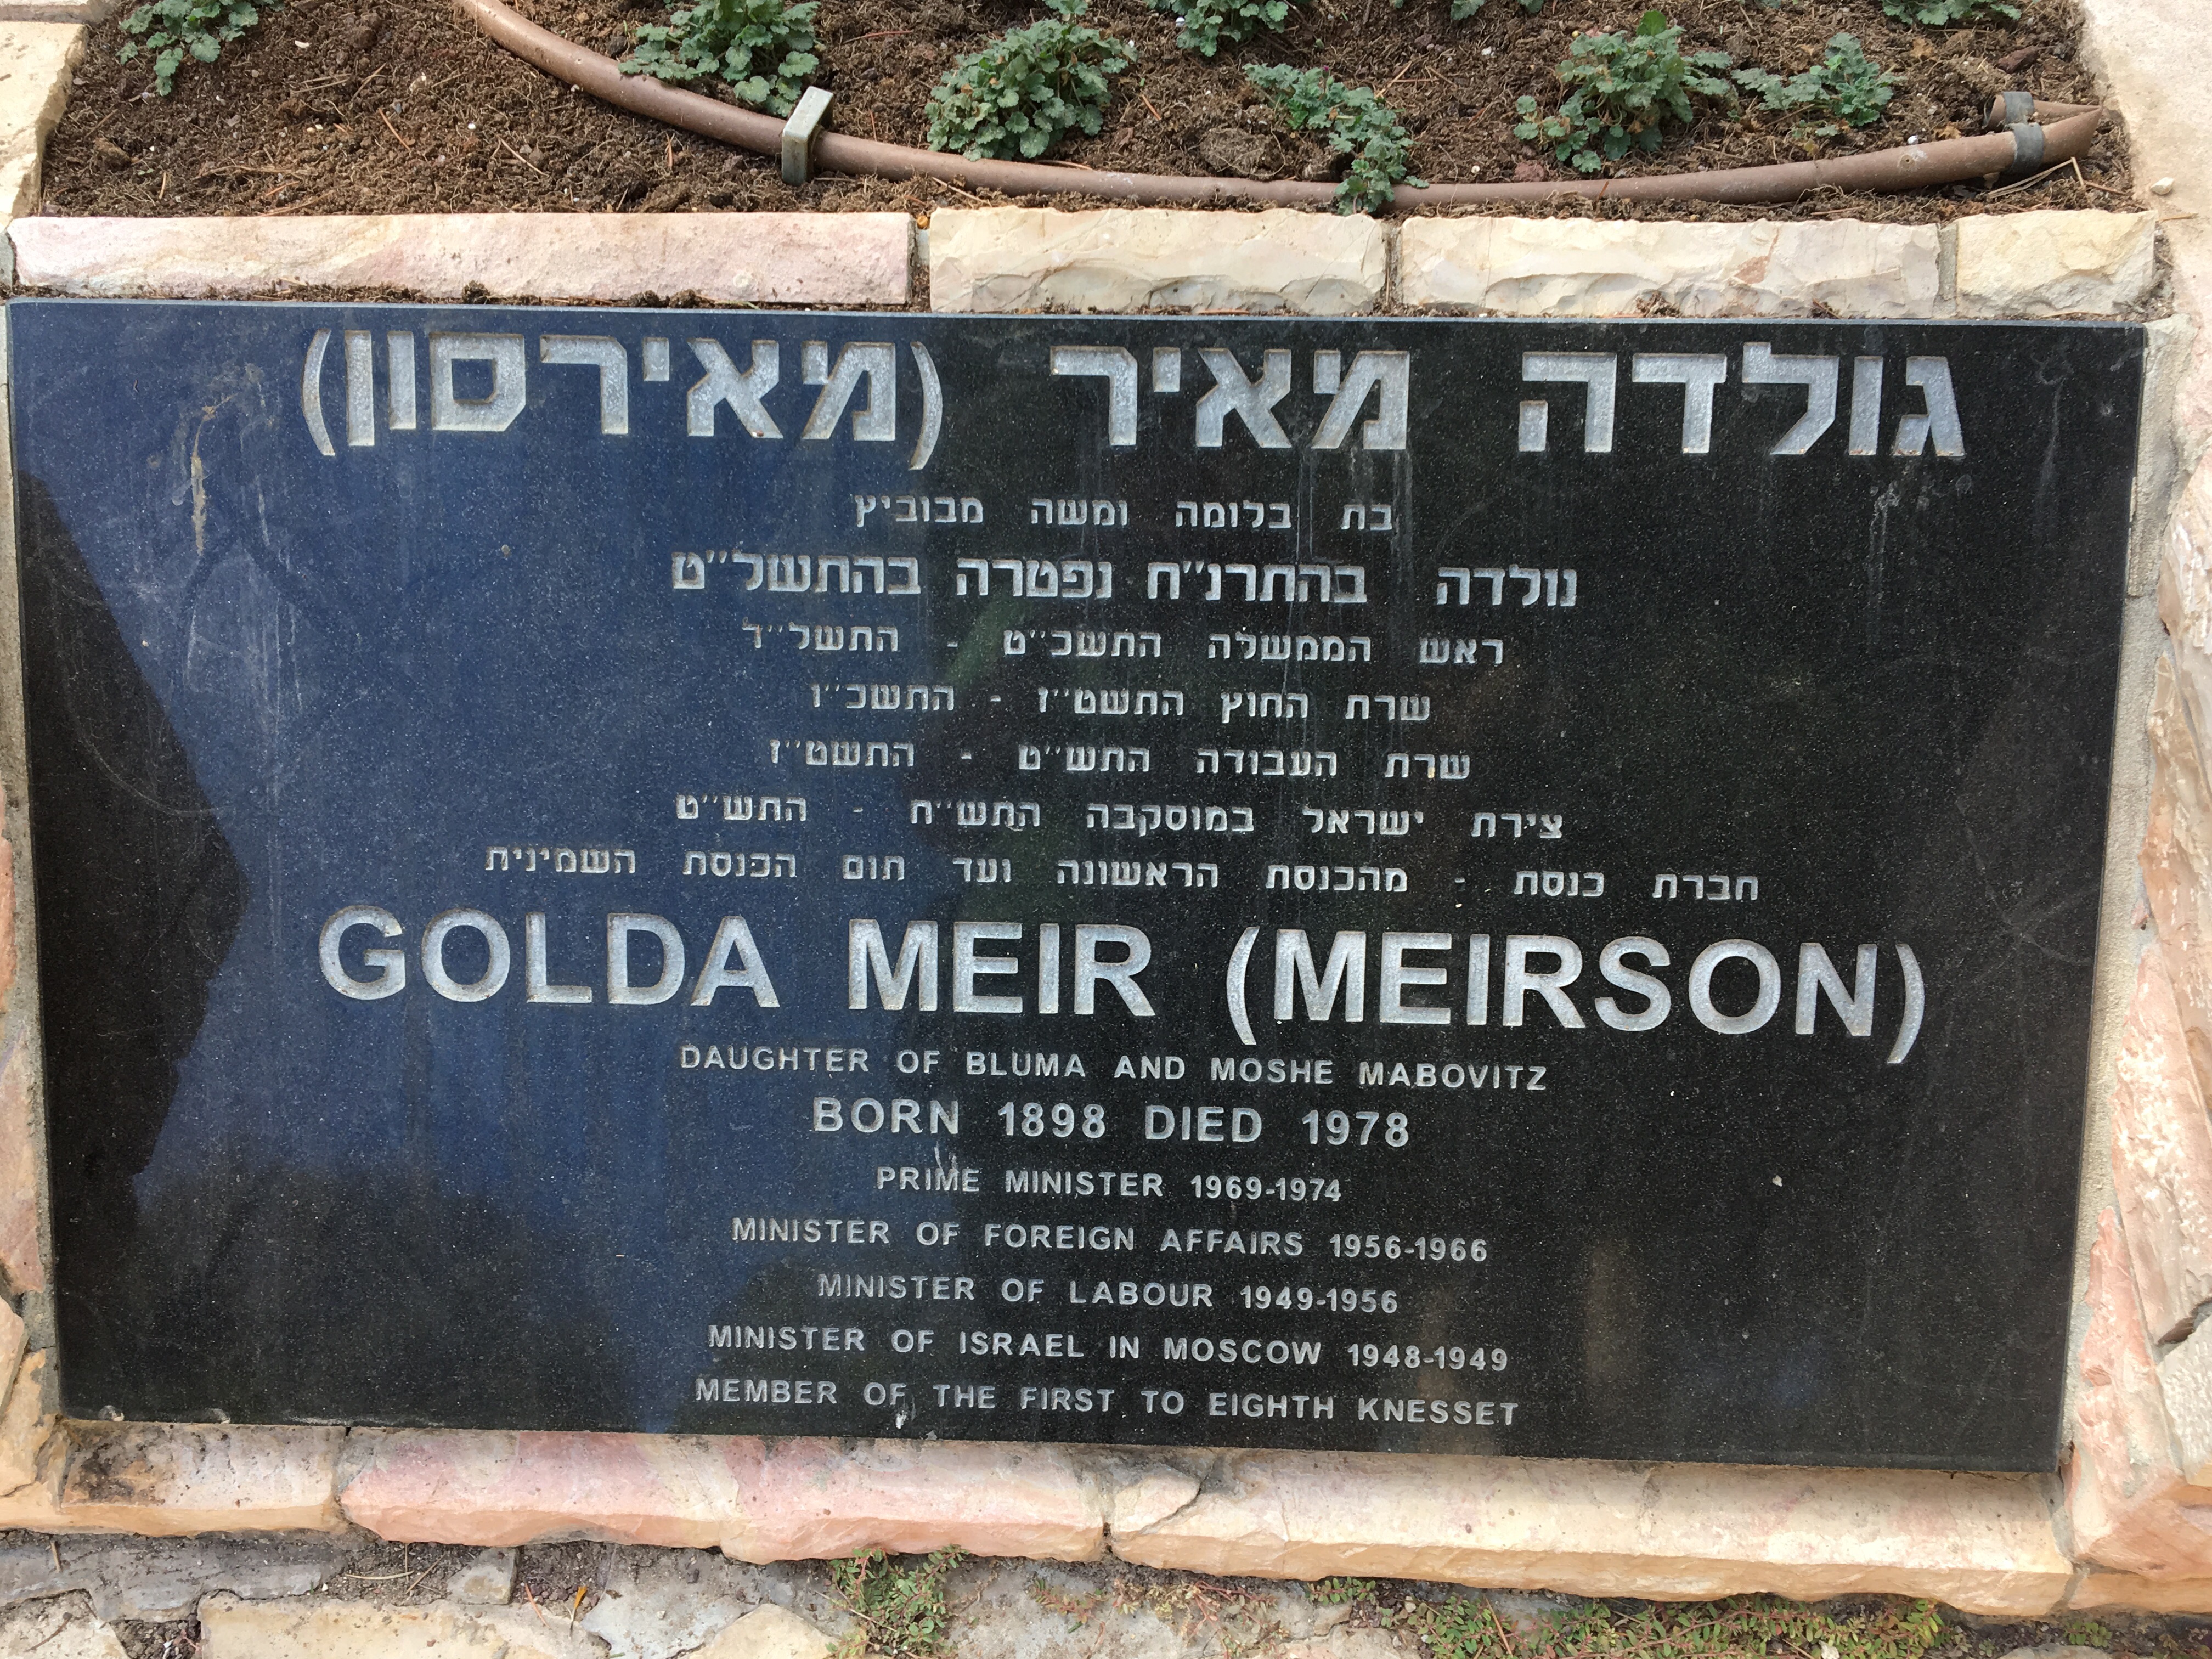 גולדה מאיר (מאירסון)
בת בלומה ומשה מבוביץ
נולדה בהתרנ״ח נפטרה בהתשל״ט
ראש הממשלה התשכ״ט - התשל״ד
שרת החוץ התשט״ז - התשכ״ו
שרת העבודה התש״ט - התשט״ז
צירת ישראל במוסקבה התש״ח - התש״ט
חברת כנסת - מהכנסת הראשונה ועד תום הכנסת השמינית
GOLDA MEIR (MEIRSON)
DAUGHTER OF BLUMA AND MOSHE MABOVITZ
BORN 1898 DIED 1978
PRIME MINISTER 1969-1974
MINISTER OF FOREIGN AFFAIRS 1956-1966
MINISTER OF LABOUR 1949-1956
MINISTER OF ISRAEL IN MOSCOW 1948-1949
MEMBER OF THE FIRST TO EIGHTH KNESSET